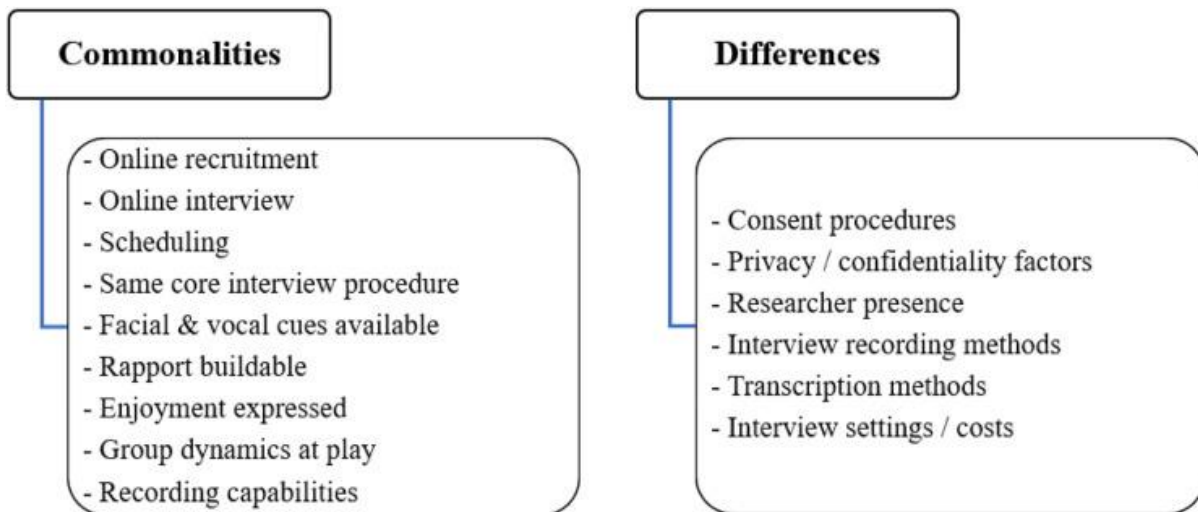 Commonalities
- Online recruitment
- Online interview
- Scheduling
- Same core interview procedure
- Facial & vocal cues available
- Rapport buildable
- Enjoyment expressed
- Group dynamics at play
- Recording capabilities
Differences
- Consent procedures
- Privacy / confidentiality factors
- Researcher presence
- Interview recording methods
- Transcription methods
- Interview settings / costs